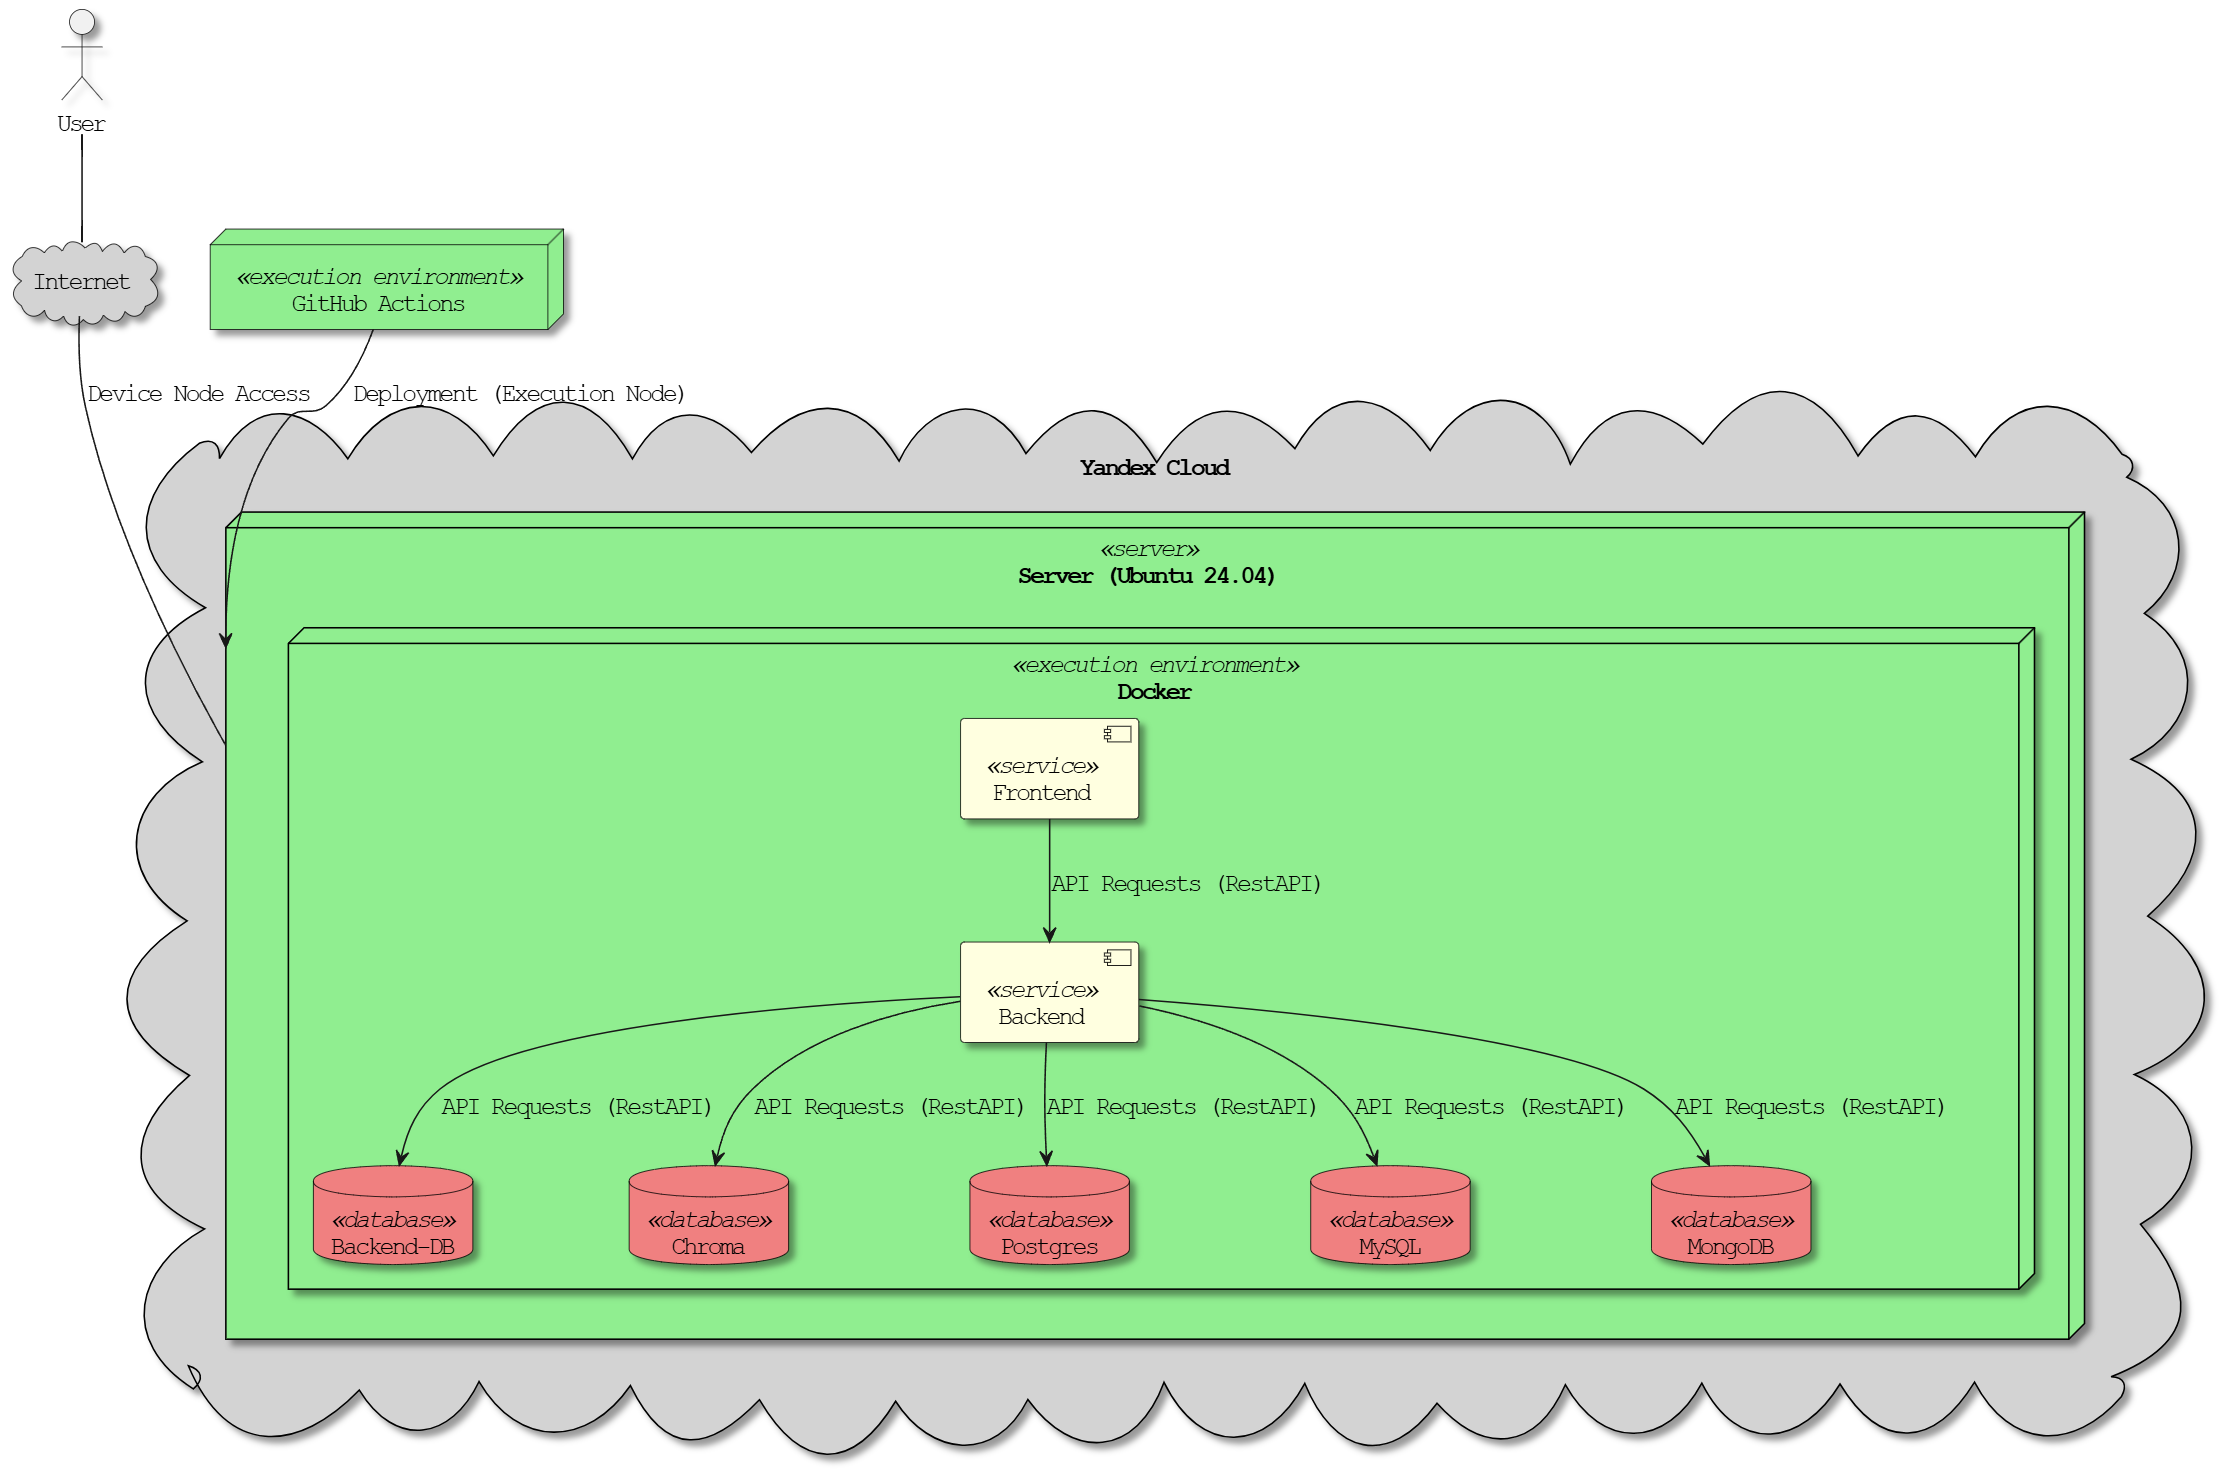 User
Internet
«execution environment»
GitHub Actions
Device Node Access
Deployment (Execution Node)
Yandex Cloud
«server»
Server (Ubuntu 24.04)
«execution environment»
Docker
«service»
Frontend
API Requests (RestAPI)
«service»
Backend
API Requests (RestAPI)
API Requests (RestAPI)
API Requests (RestAPI)
API Requests (RestAPI)
API Requests (RestAPI)
«database»
Backend-DB
«database»
Chroma
«database»
Postgres
«database»
MySQL
«database»
MongoDB